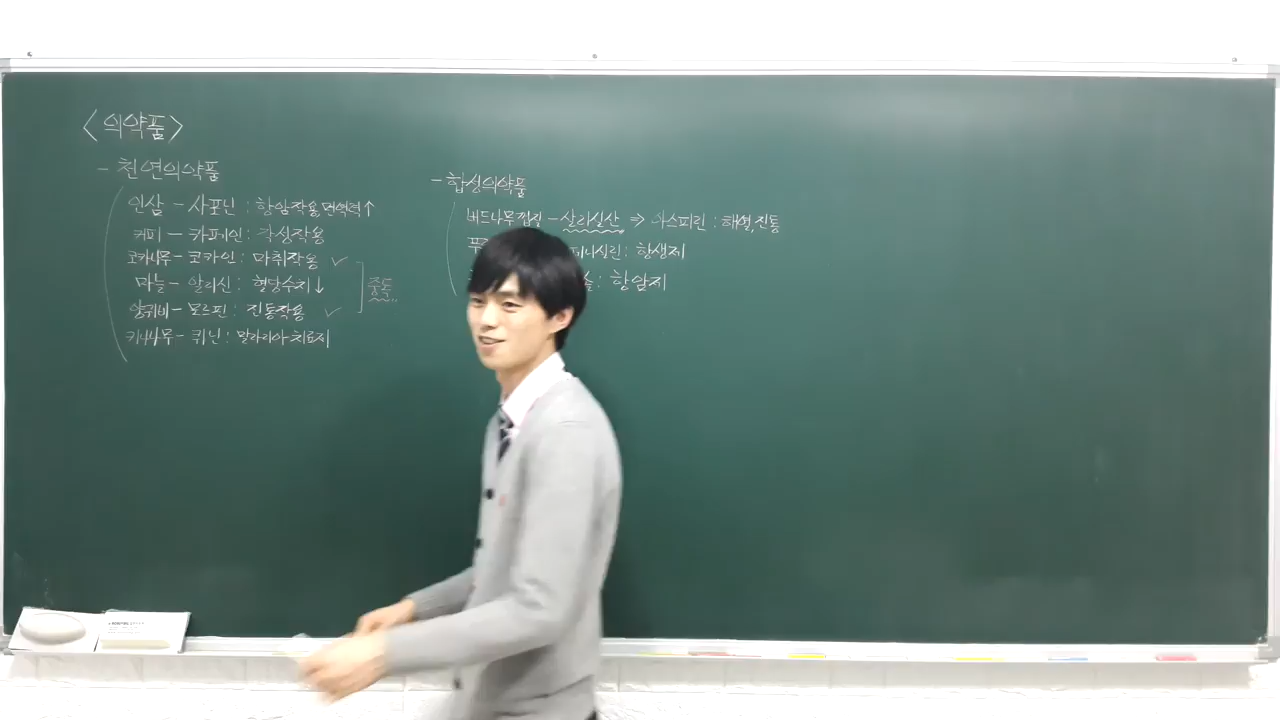 <의약품>
- 천연의약품
인삼 - 사포닌 : 항암작용 면역력↑
커피 - 카페인 : 각성작용
코카나무 - 코카인 : 마취작용 ✓
마늘 - 알리신 : 혈당수치↓
양귀비 - 모르핀 : 진통작용 ✓
키나나무 - 퀴닌 : 말라리아 치료제
중독
- 합성의약품
버드나무껍질 - 살리실산 ⇒ 아스피린 : 해열,진통
푸 니실린 : 항생제
솔 : 항암제